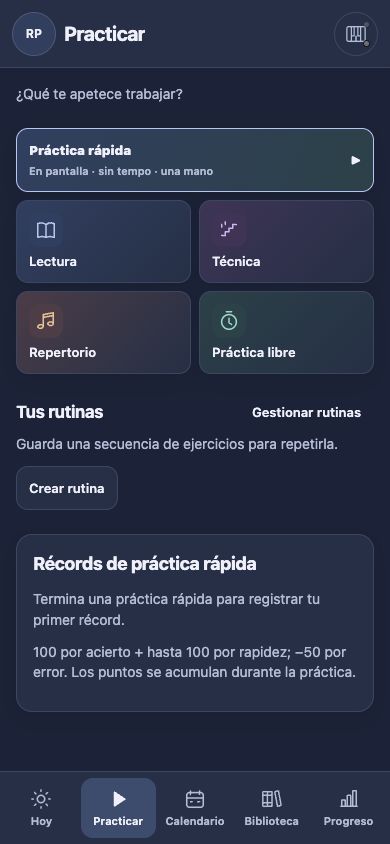 RP
Practicar
¿Qué te apetece trabajar?
Práctica rápida
En pantalla · sin tempo · una mano
Lectura
Técnica
Repertorio
Práctica libre
Tus rutinas
Gestionar rutinas
Guarda una secuencia de ejercicios para repetirla.
Crear rutina
Récords de práctica rápida
Termina una práctica rápida para registrar tu
primer récord.
100 por acierto + hasta 100 por rapidez; −50 por
error. Los puntos se acumulan durante la práctica.
Hoy
Practicar
Calendario
Biblioteca
Progreso